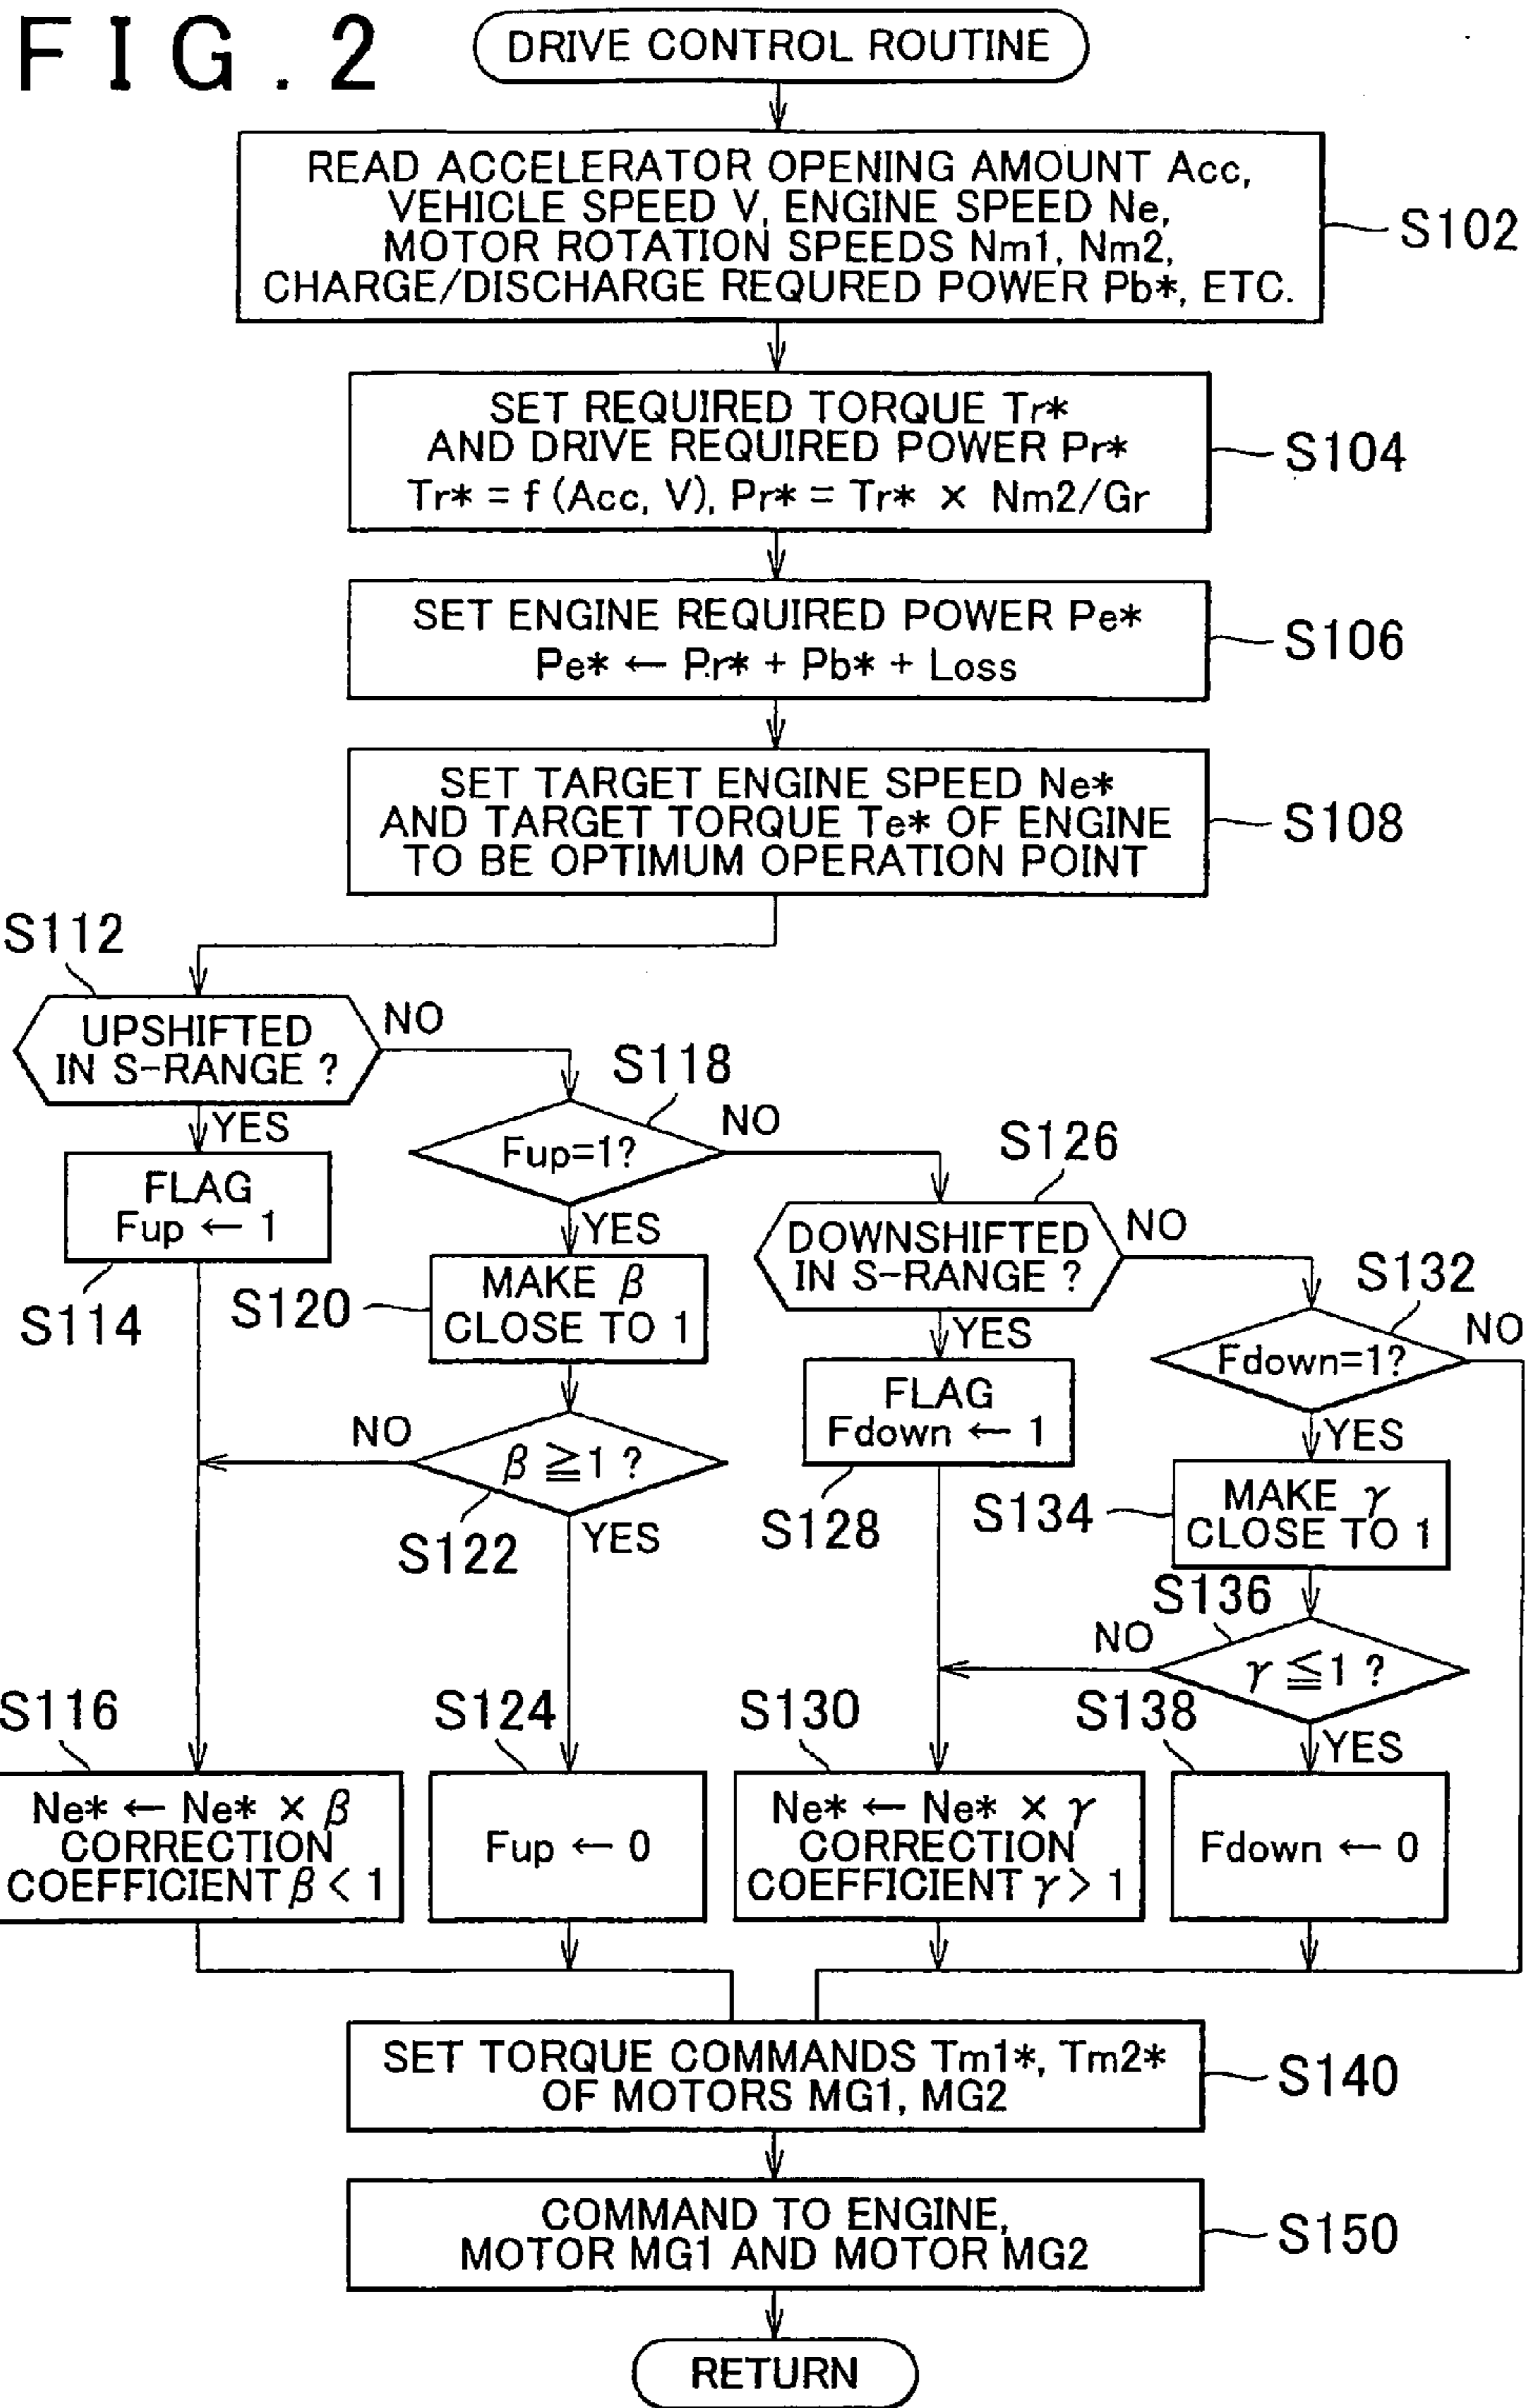 FIG.2
DRIVE CONTROL ROUTINE
READ ACCELERATOR OPENING AMOUNT Acc,
VEHICLE SPEED V, ENGINE SPEED Ne,
MOTOR ROTATION SPEEDS Nm1, Nm2,
CHARGE/DISCHARGE REQURED POWER Pb*, ETC.
S102
SET REQUIRED TORQUE Tr*
AND DRIVE REQUIRED POWER Pr*
Tr* = f (Acc, V), Pr* = Tr* × Nm2/Gr
S104
SET ENGINE REQUIRED POWER Pe*
Pe* ← Pr* + Pb* + Loss
S106
SET TARGET ENGINE SPEED Ne*
AND TARGET TORQUE Te* OF ENGINE
TO BE OPTIMUM OPERATION POINT
S108
S112
UPSHIFTED
IN S-RANGE ?
NO
YES
FLAG
Fup ← 1
S114
S118
Fup=1?
NO
YES
S120
MAKE β
CLOSE TO 1
β ≧1 ?
NO
S122
YES
S126
DOWNSHIFTED
IN S-RANGE ?
NO
YES
FLAG
Fdown ← 1
S128
S132
Fdown=1?
NO
YES
S134
MAKE γ
CLOSE TO 1
S136
γ ≦1 ?
NO
YES
S116
Ne* ← Ne* × β
CORRECTION
COEFFICIENT β < 1
S124
Fup ← 0
S130
Ne* ← Ne* × γ
CORRECTION
COEFFICIENT γ > 1
S138
Fdown ← 0
SET TORQUE COMMANDS Tm1*, Tm2*
OF MOTORS MG1, MG2
S140
COMMAND TO ENGINE,
MOTOR MG1 AND MOTOR MG2
S150
RETURN